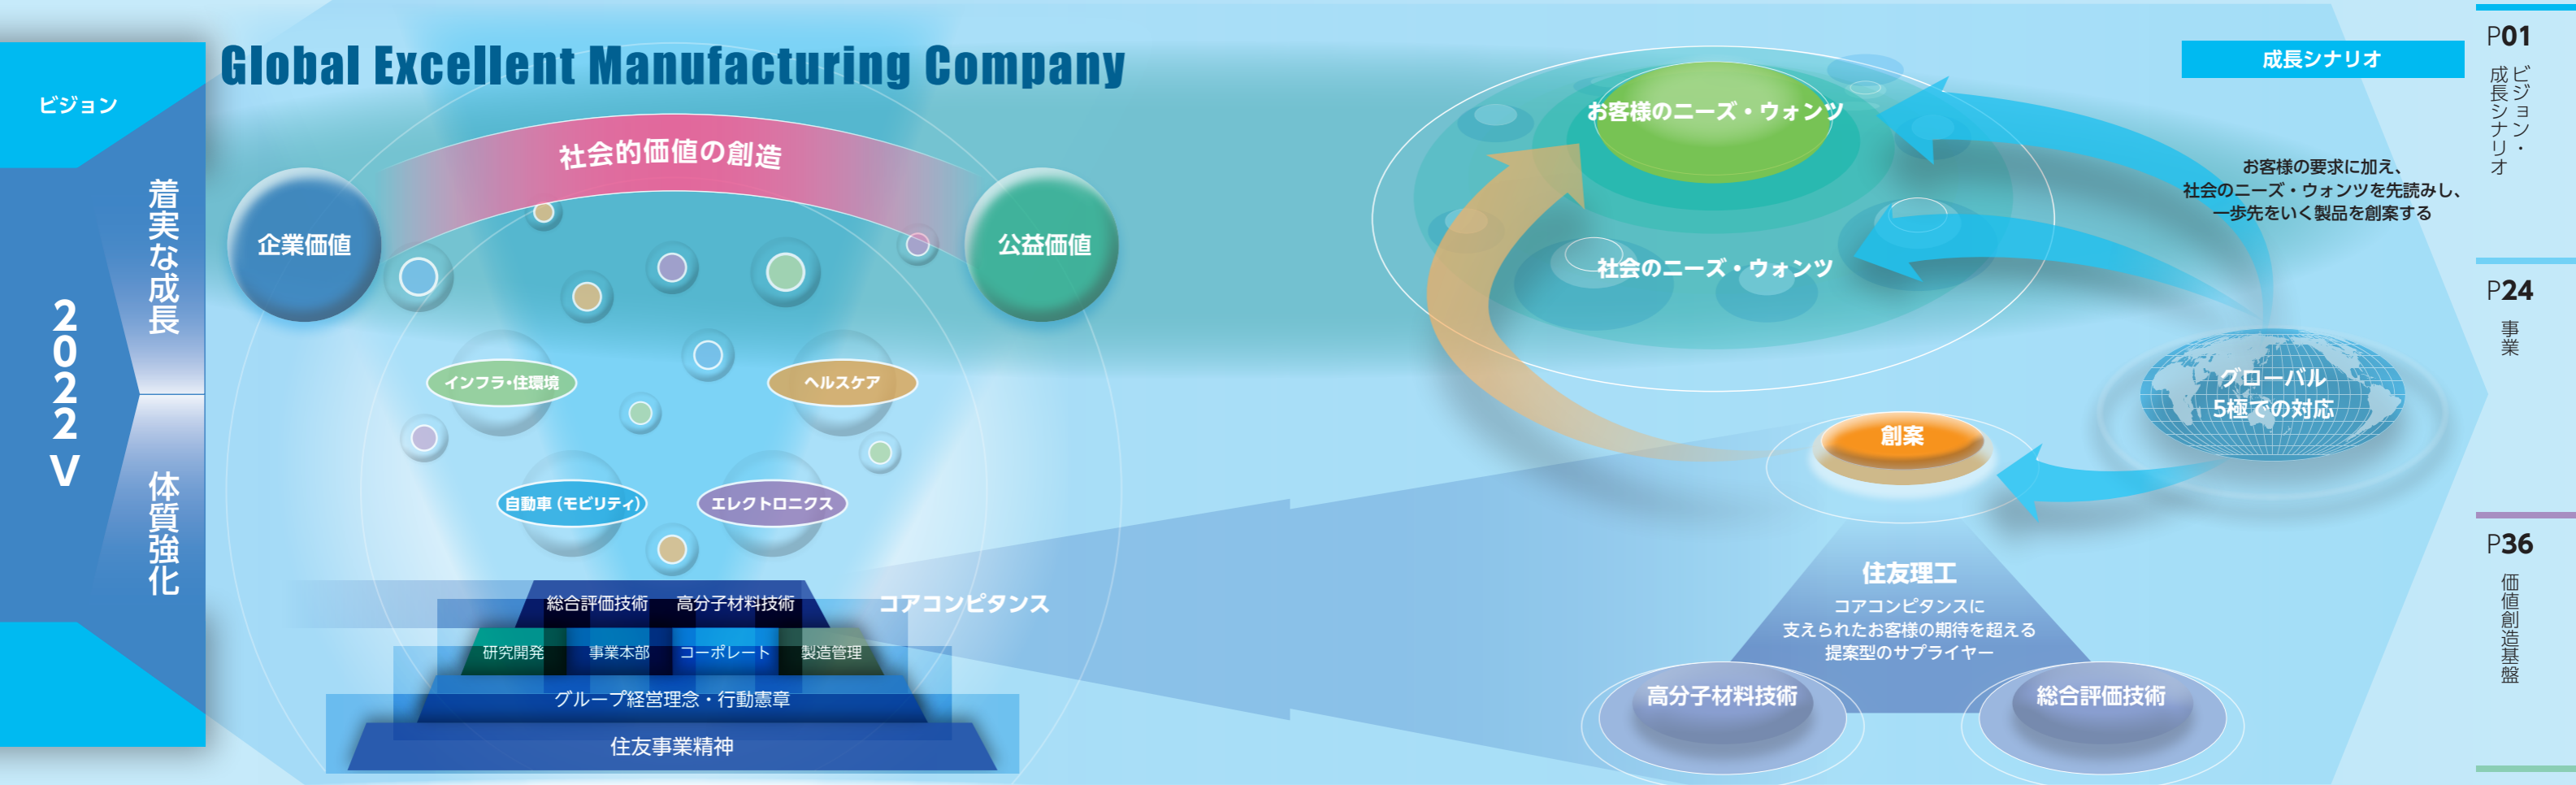 ビジョン
2022V
着実な成長
体質強化
Global Excellent Manufacturing Company
社会的価値の創造
企業価値
公益価値
インフラ・住環境
ヘルスケア
自動車（モビリティ）
エレクトロニクス
総合評価技術
高分子材料技術
コアコンピタンス
研究開発
事業本部
コーポレート
製造管理
グループ経営理念・行動憲章
住友事業精神
成長シナリオ
お客様のニーズ・ウォンツ
社会のニーズ・ウォンツ
お客様の要求に加え、
社会のニーズ・ウォンツを先読みし、
一歩先をいく製品を創案する
グローバル
5極での対応
創案
住友理工
コアコンピタンスに
支えられたお客様の期待を超える
提案型のサプライヤー
高分子材料技術
総合評価技術
P01
ビジョン・
成長シナリオ
P24
事業
P36
価値創造基盤